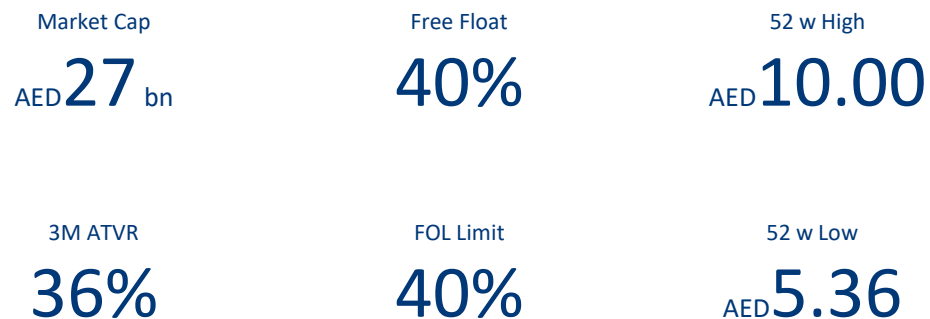 Market Cap
AED27 bn
Free Float
40%
52 w High
AED10.00
3M ATVR
36%
FOL Limit
40%
52 w Low
AED5.36